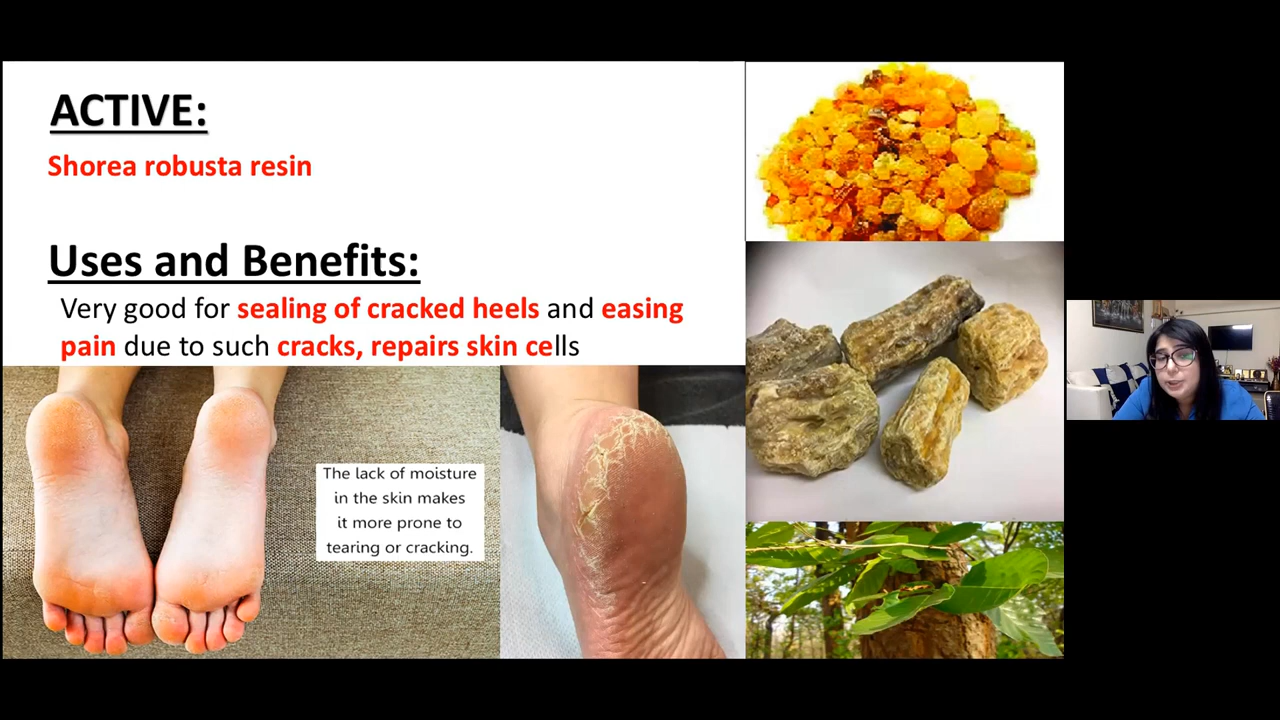 ACTIVE:
Shorea robusta resin
Uses and Benefits:
Very good for sealing of cracked heels and easing
pain due to such cracks, repairs skin cells
The lack of moisture
in the skin makes
it more prone to
tearing or cracking.